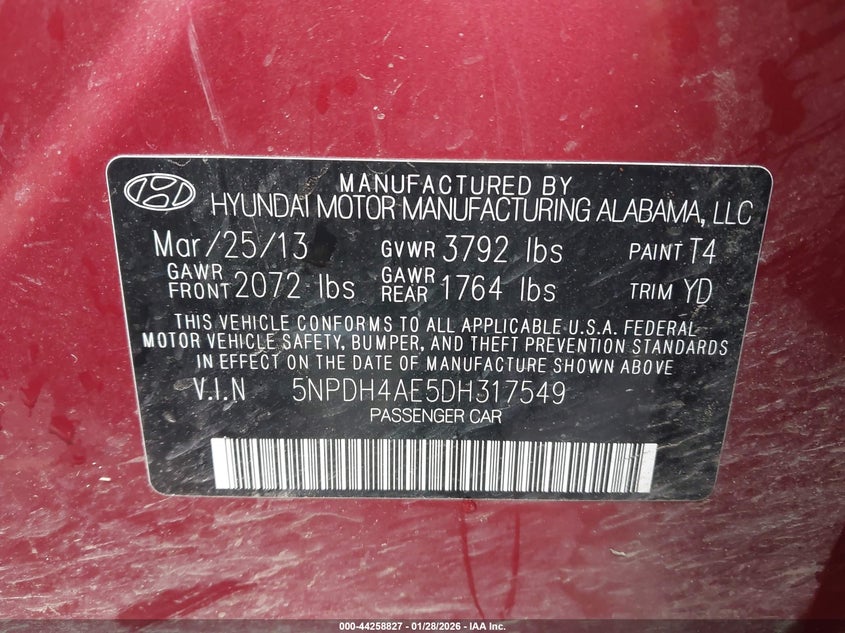 MANUFACTURED BY
HYUNDAI MOTOR MANUFACTURING ALABAMA, LLC
Mar/25/13 GVWR 3792 lbs PAINT T4
GAWR FRONT 2072 lbs GAWR REAR 1764 lbs TRIM YD
THIS VEHICLE CONFORMS TO ALL APPLICABLE U.S.A. FEDERAL
MOTOR VEHICLE SAFETY, BUMPER, AND THEFT PREVENTION STANDARDS
IN EFFECT ON THE DATE OF MANUFACTURE SHOWN ABOVE
V.I.N 5NPDH4AE5DH317549
PASSENGER CAR
000-44258827 - 01/28/2026 - IAA Inc.